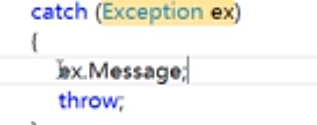 catch (Exception ex)
{
ex.Message;
throw;